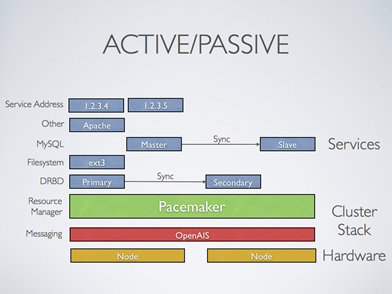 ACTIVE/PASSIVE
Service Address 1.2.3.4 1.2.3.5
Other Apache
MySQL Master Sync Slave Services
Filesystem ext3
DRBD Primary Sync Secondary
Resource
Manager
Pacemaker
Cluster
Stack
Messaging OpenAIS
Node Node Hardware